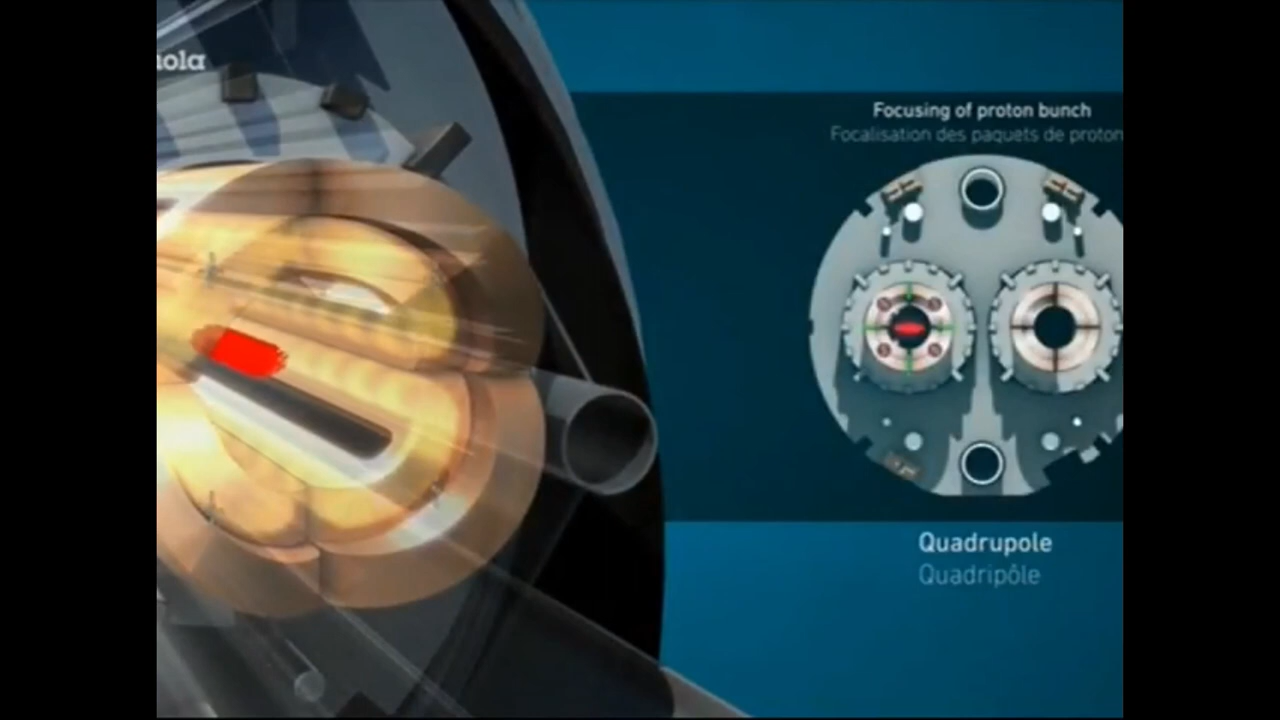 Focusing of proton bunch
Focalisation des paquets de proton
Quadrupole
Quadripôle